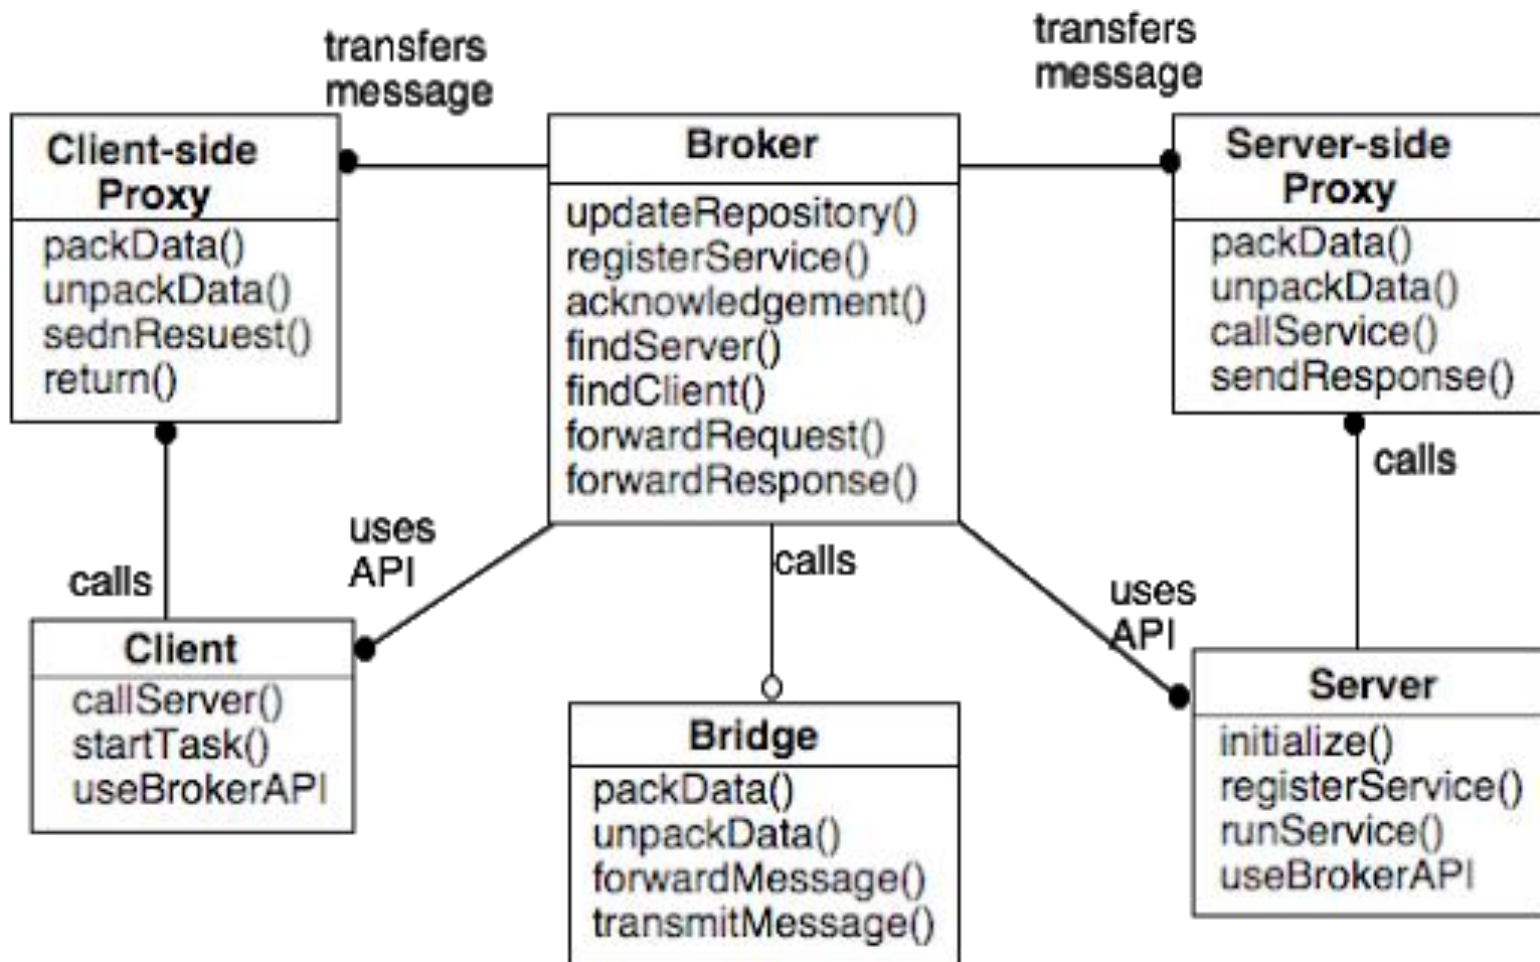 transfers
message
transfers
message
Client-side
Proxy
packData()
unpackData()
sednResuest()
return()
Broker
updateRepository()
registerService()
acknowledgement()
findServer()
findClient()
forwardRequest()
forwardResponse()
Server-side
Proxy
packData()
unpackData()
callService()
sendResponse()
calls
uses
API
calls
calls
uses
API
Client
callServer()
startTask()
useBrokerAPI
Bridge
packData()
unpackData()
forwardMessage()
transmitMessage()
Server
initialize()
registerService()
runService()
useBrokerAPI